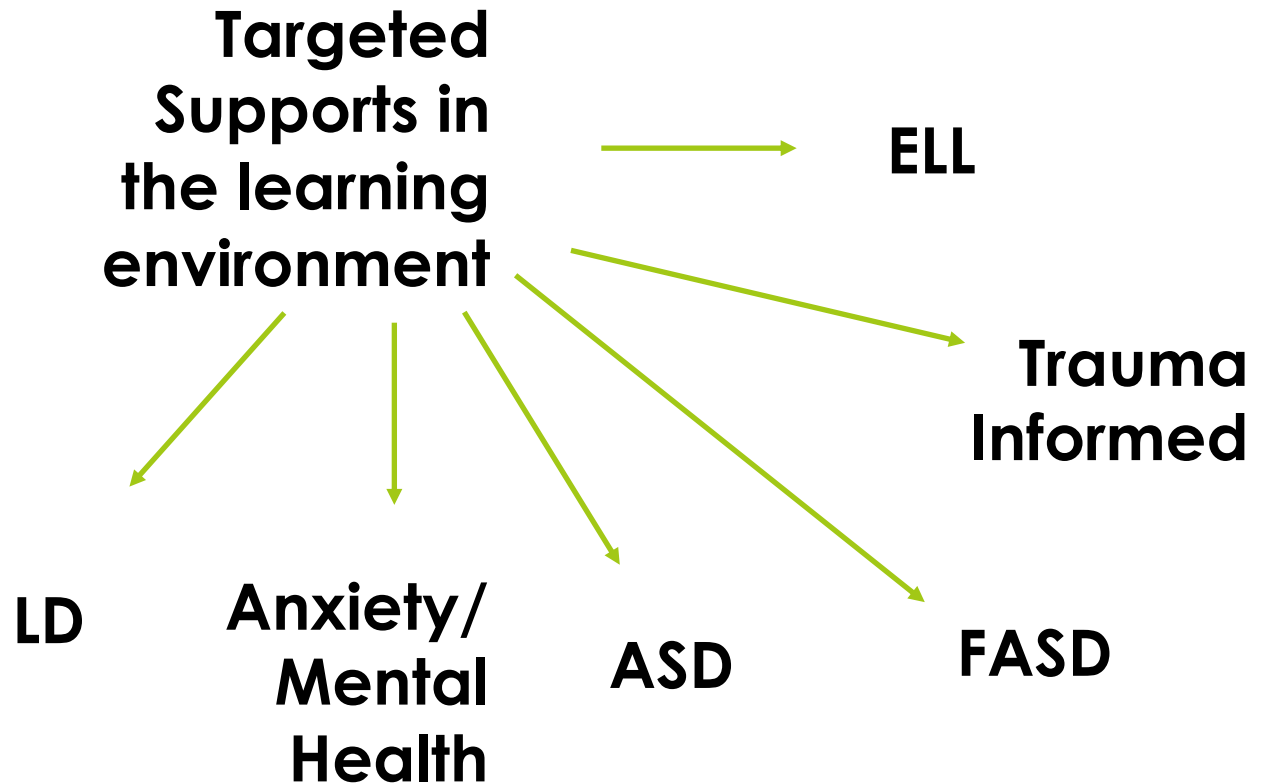 Targeted
Supports in
the learning
environment
ELL
Trauma
Informed
LD
Anxiety/
Mental
Health
ASD
FASD